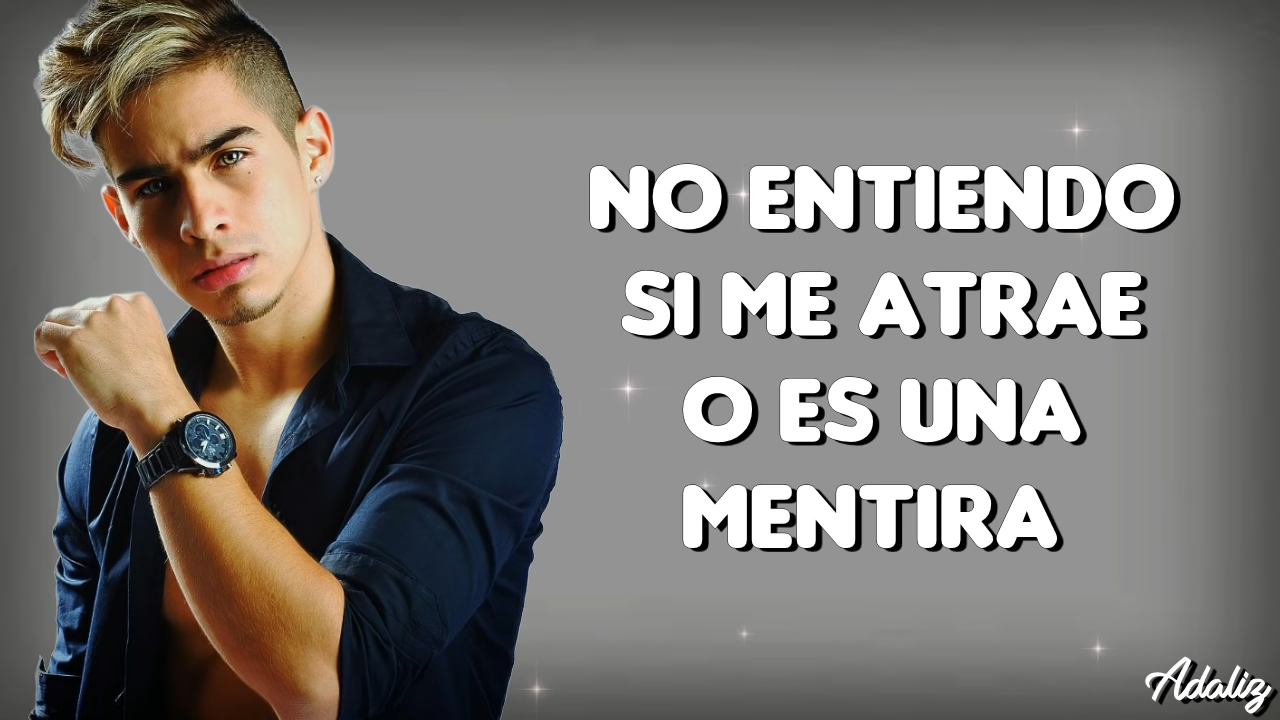 NO ENTIENDO
SI ME ATRAE
O ES UNA
MENTIRA
Adaliz